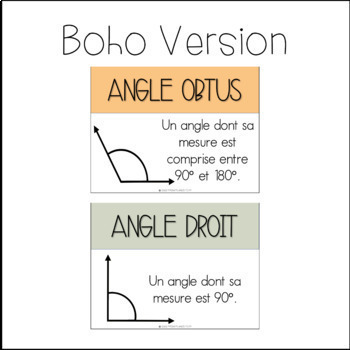 Boho Version
ANGLE OBTUS
Un angle dont sa
mesure est
comprise entre
90° et 180°.
ANGLE DROIT
Un angle dont sa
mesure est 90°.